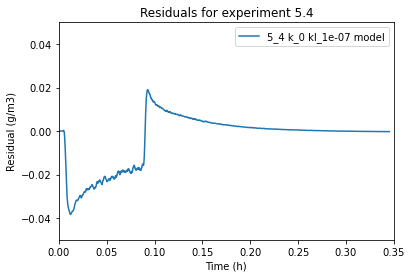 Residuals for experiment 5.4
5_4 k_0 kl_1e-07 model
Residual (g/m3)
0.04
0.02
0.00
−0.02
−0.04
0.00 0.05 0.10 0.15 0.20 0.25 0.30 0.35
Time (h)